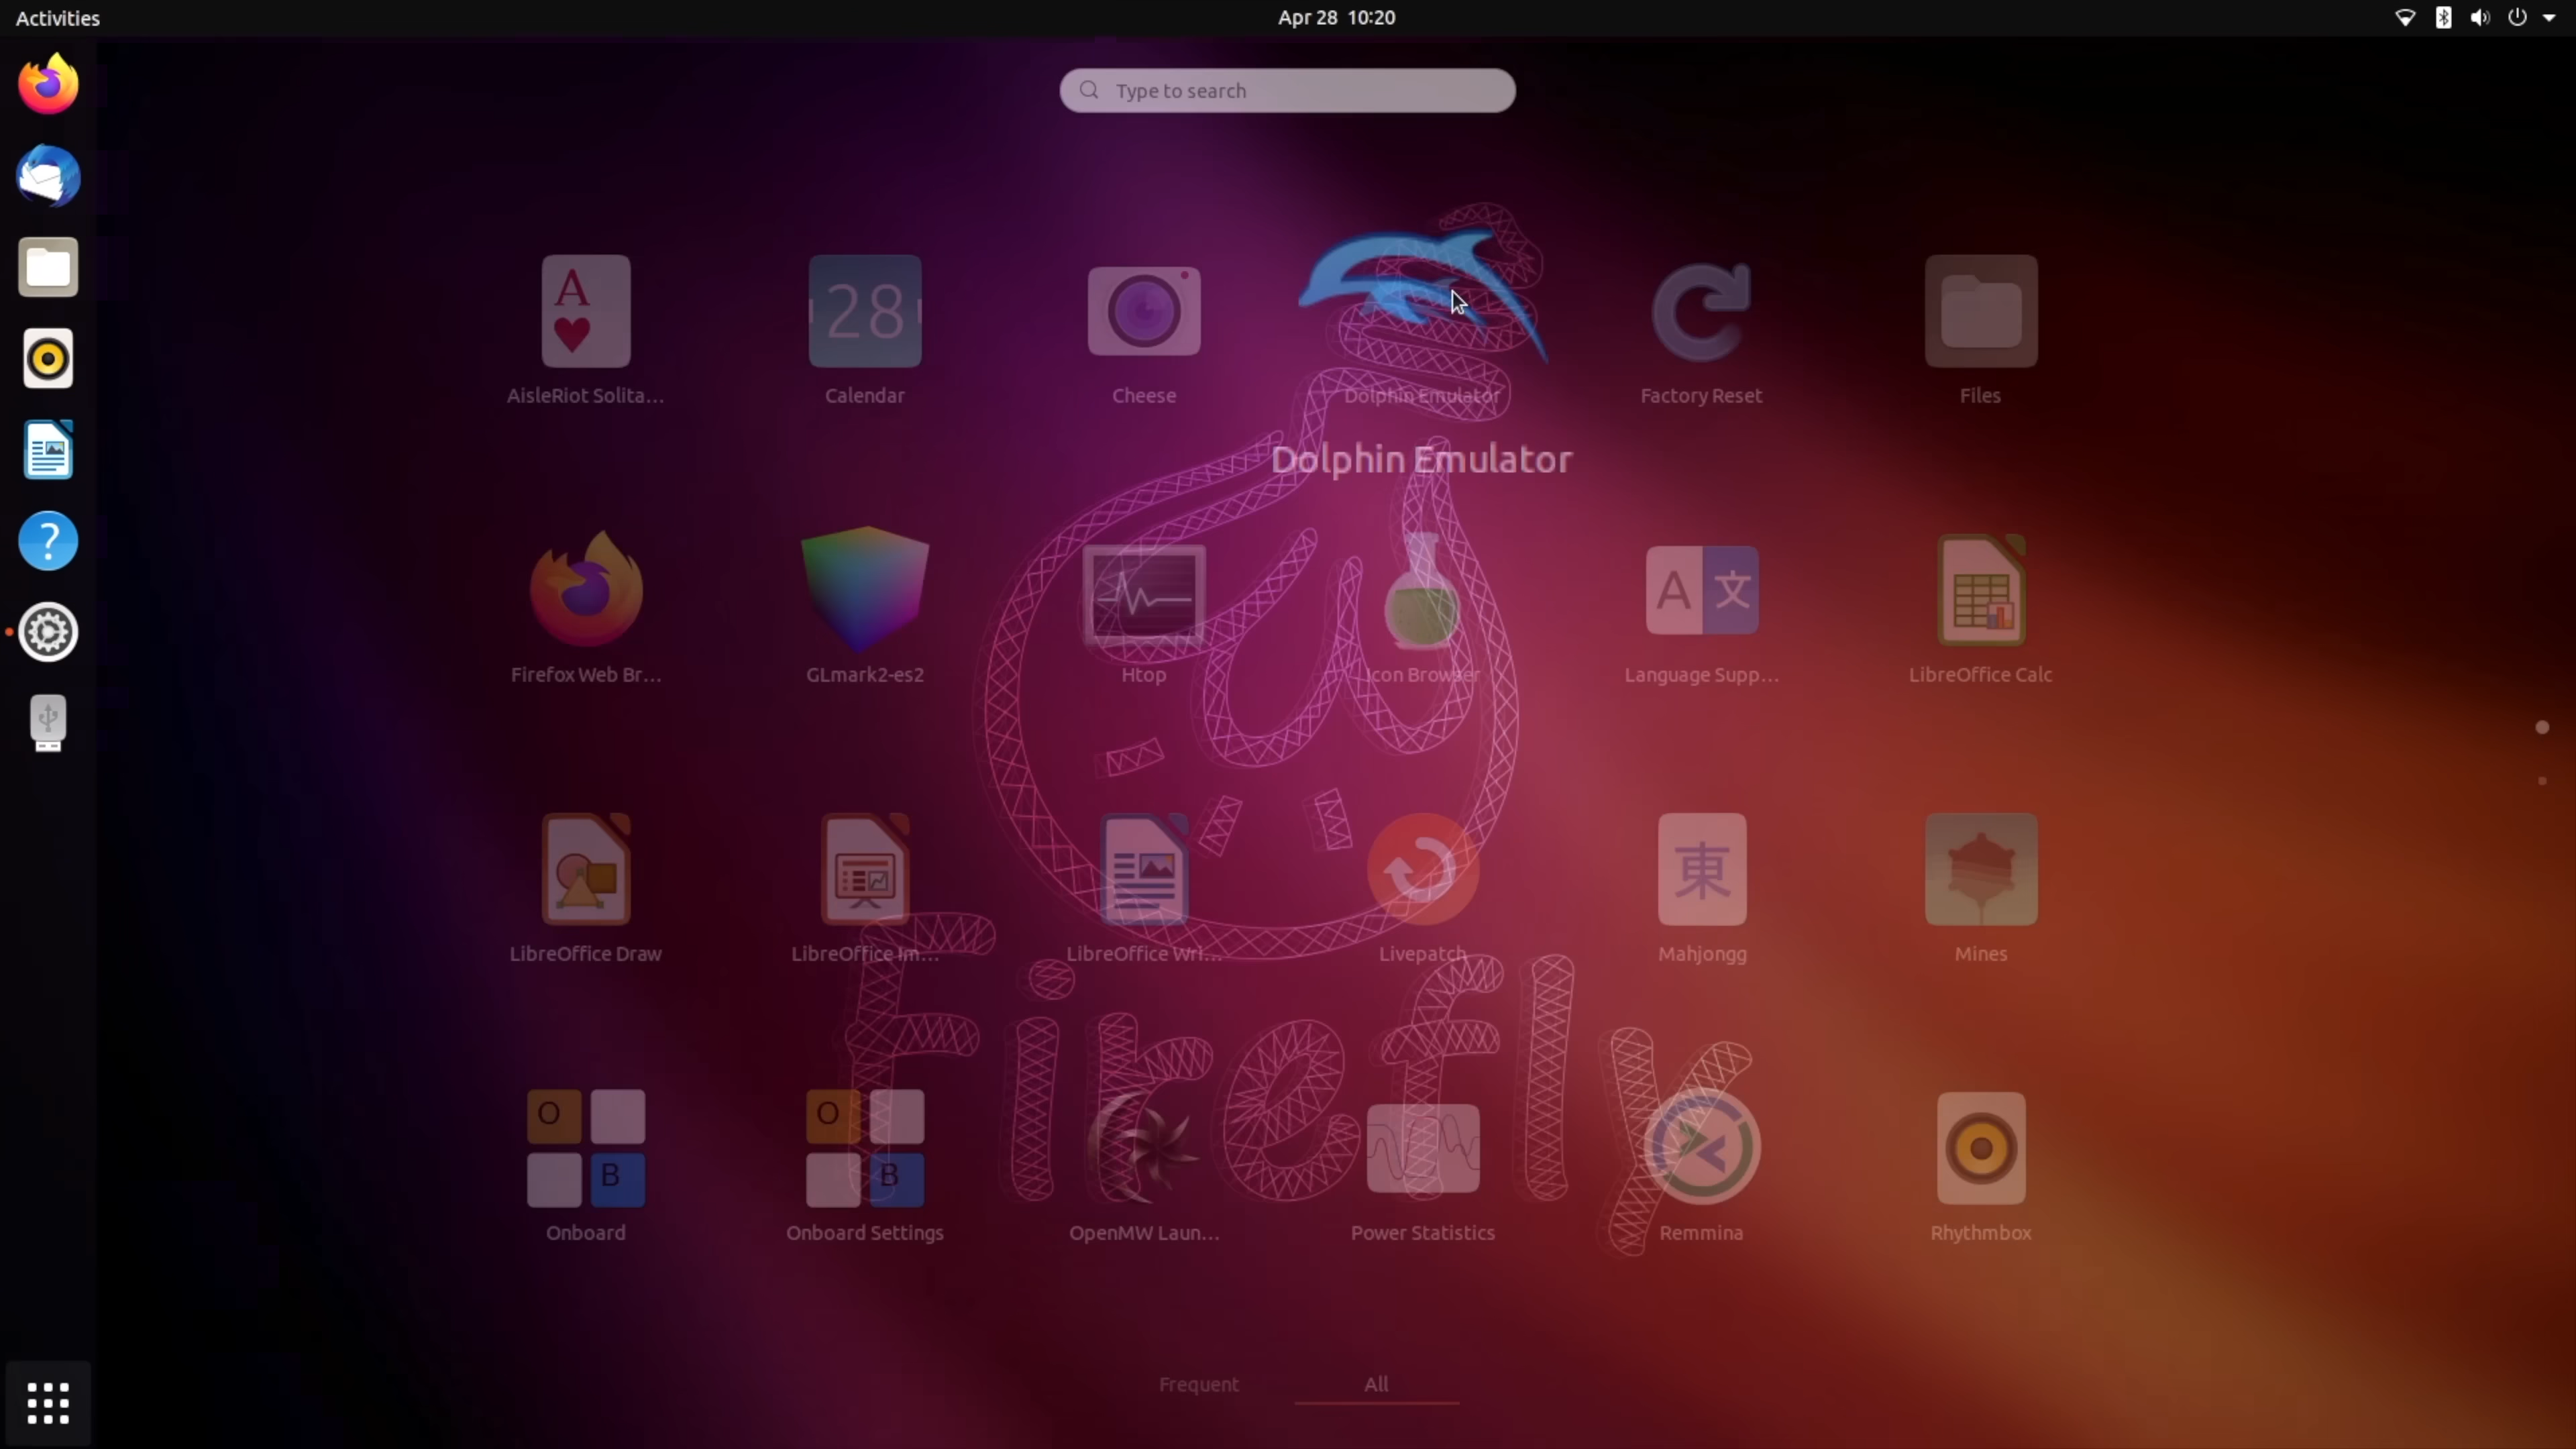 Activities
Apr 28 10:20
Type to search
A
28
AisleRiot Solita...
Calendar
Cheese
Dolphin Emulator
Factory Reset
Files
Dolphin Emulator
?
A 文
Firefox Web Br...
GLmark2-es2
Htop
Icon Browser
Language Supp...
LibreOffice Calc
東
LibreOffice Draw
LibreOffice Im...
LibreOffice Wri...
Livepatch
Mahjongg
Mines
Firefly
O
B
O
B
Onboard
Onboard Settings
OpenMW Laun...
Power Statistics
Remmina
Rhythmbox
Frequent
All